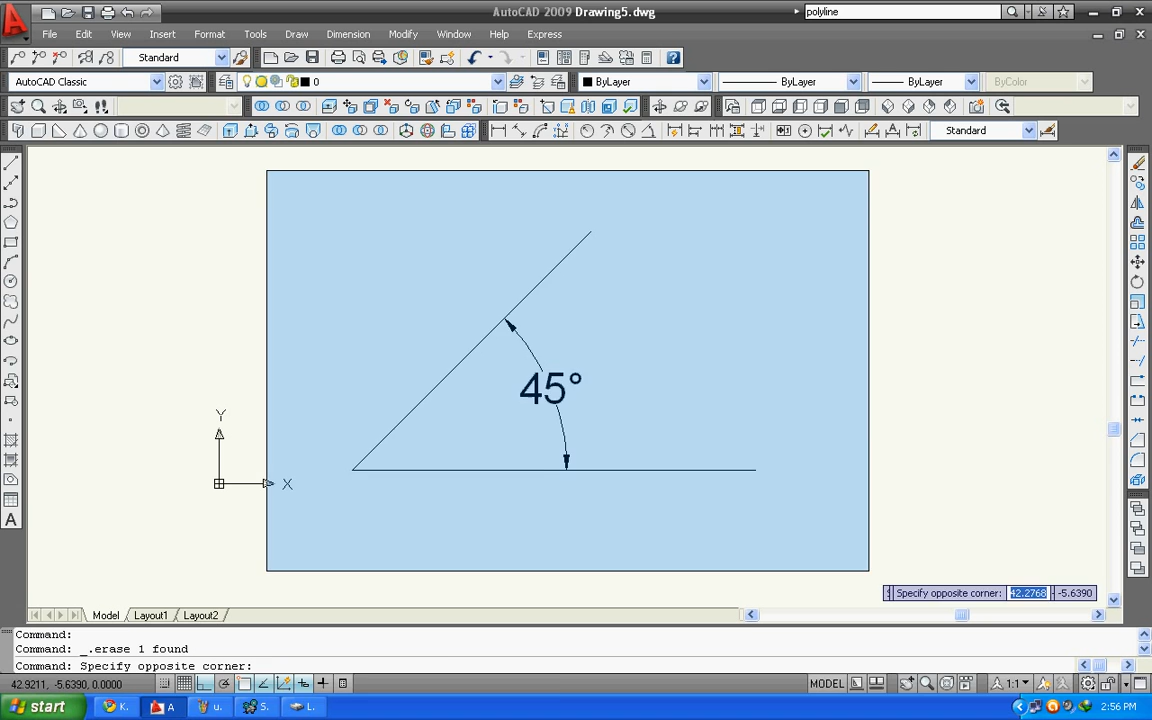 AutoCAD 2009 Drawing5.dwg
polyline
File Edit View Insert Format Tools Draw Dimension Modify Window Help Express
Standard
AutoCAD Classic
0
ByLayer
ByLayer
ByLayer
ByColor
Standard
45°
Y
X
Specify opposite corner: 42.2768 -5.6390
Model Layout1 Layout2
Command:
Command: _.erase 1 found
Command: Specify opposite corner:
42.9211, -5.6390, 0.0000
MODEL
1:1
start
K.
A
u.
S.
L.
2:56 PM